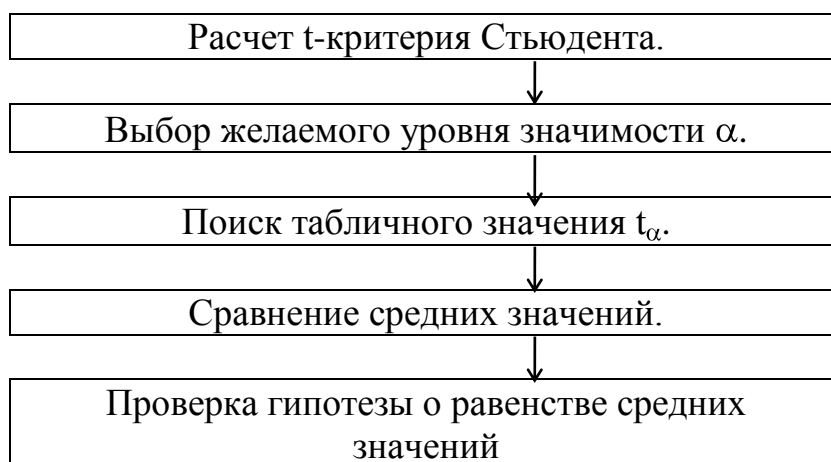 Расчет t-критерия Стьюдента.
Выбор желаемого уровня значимости α.
Поиск табличного значения tα.
Сравнение средних значений.
Проверка гипотезы о равенстве средних
значений